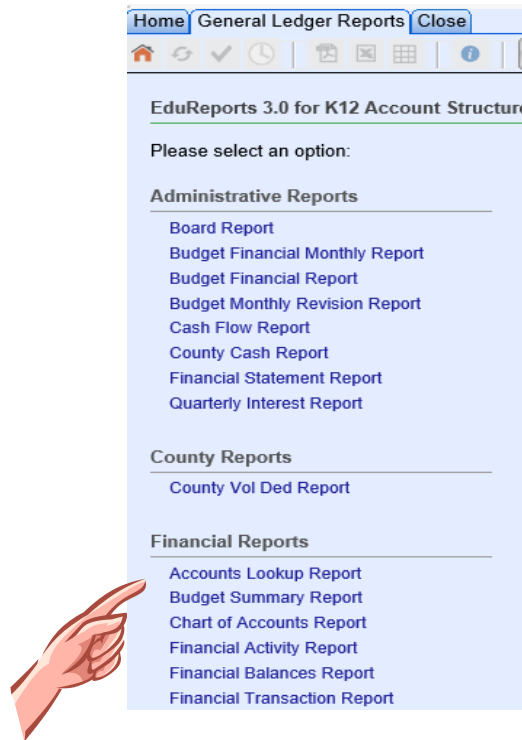 Home General Ledger Reports Close
EduReports 3.0 for K12 Account Structure
Please select an option:
Administrative Reports
Board Report
Budget Financial Monthly Report
Budget Financial Report
Budget Monthly Revision Report
Cash Flow Report
County Cash Report
Financial Statement Report
Quarterly Interest Report
County Reports
County Vol Ded Report
Financial Reports
Accounts Lookup Report
Budget Summary Report
Chart of Accounts Report
Financial Activity Report
Financial Balances Report
Financial Transaction Report